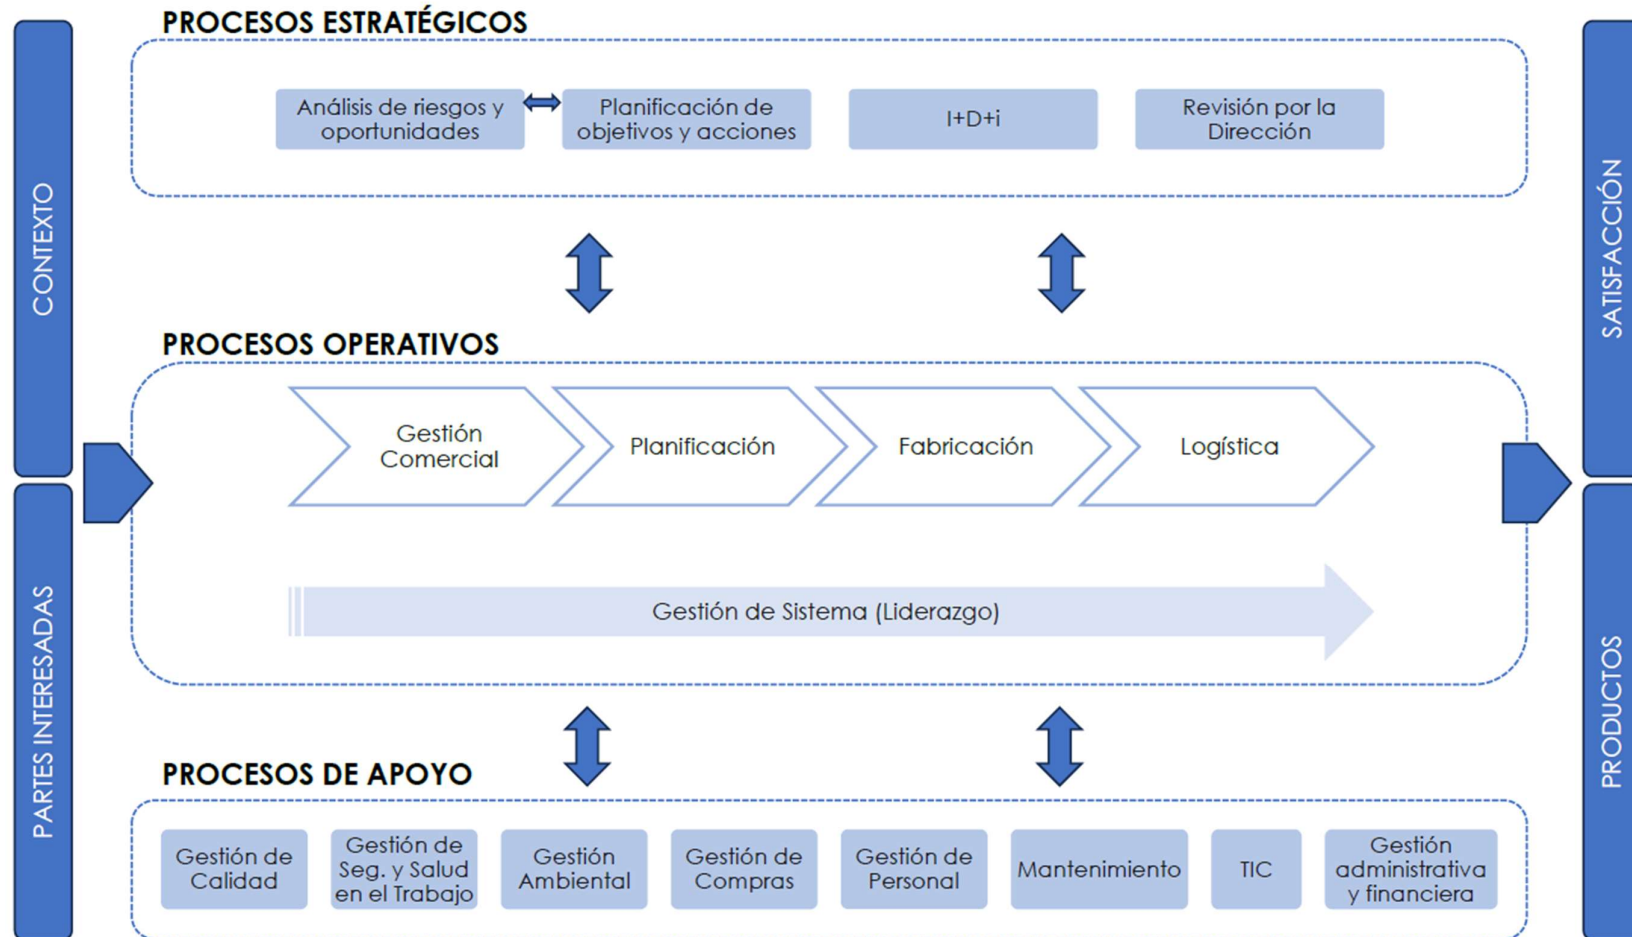 PROCESOS ESTRATÉGICOS
Análisis de riesgos y
oportunidades
Planificación de
objetivos y acciones
I+D+i
Revisión por la
Dirección
CONTEXTO
PARTES INTERESADAS
PROCESOS OPERATIVOS
Gestión
Comercial
Planificación
Fabricación
Logística
Gestión de Sistema (Liderazgo)
SATISFACCIÓN
PRODUCTOS
PROCESOS DE APOYO
Gestión de
Calidad
Gestión de
Seg. y Salud
en el Trabajo
Gestión
Ambiental
Gestión de
Compras
Gestión de
Personal
Mantenimiento
TIC
Gestión
administrativa
y financiera